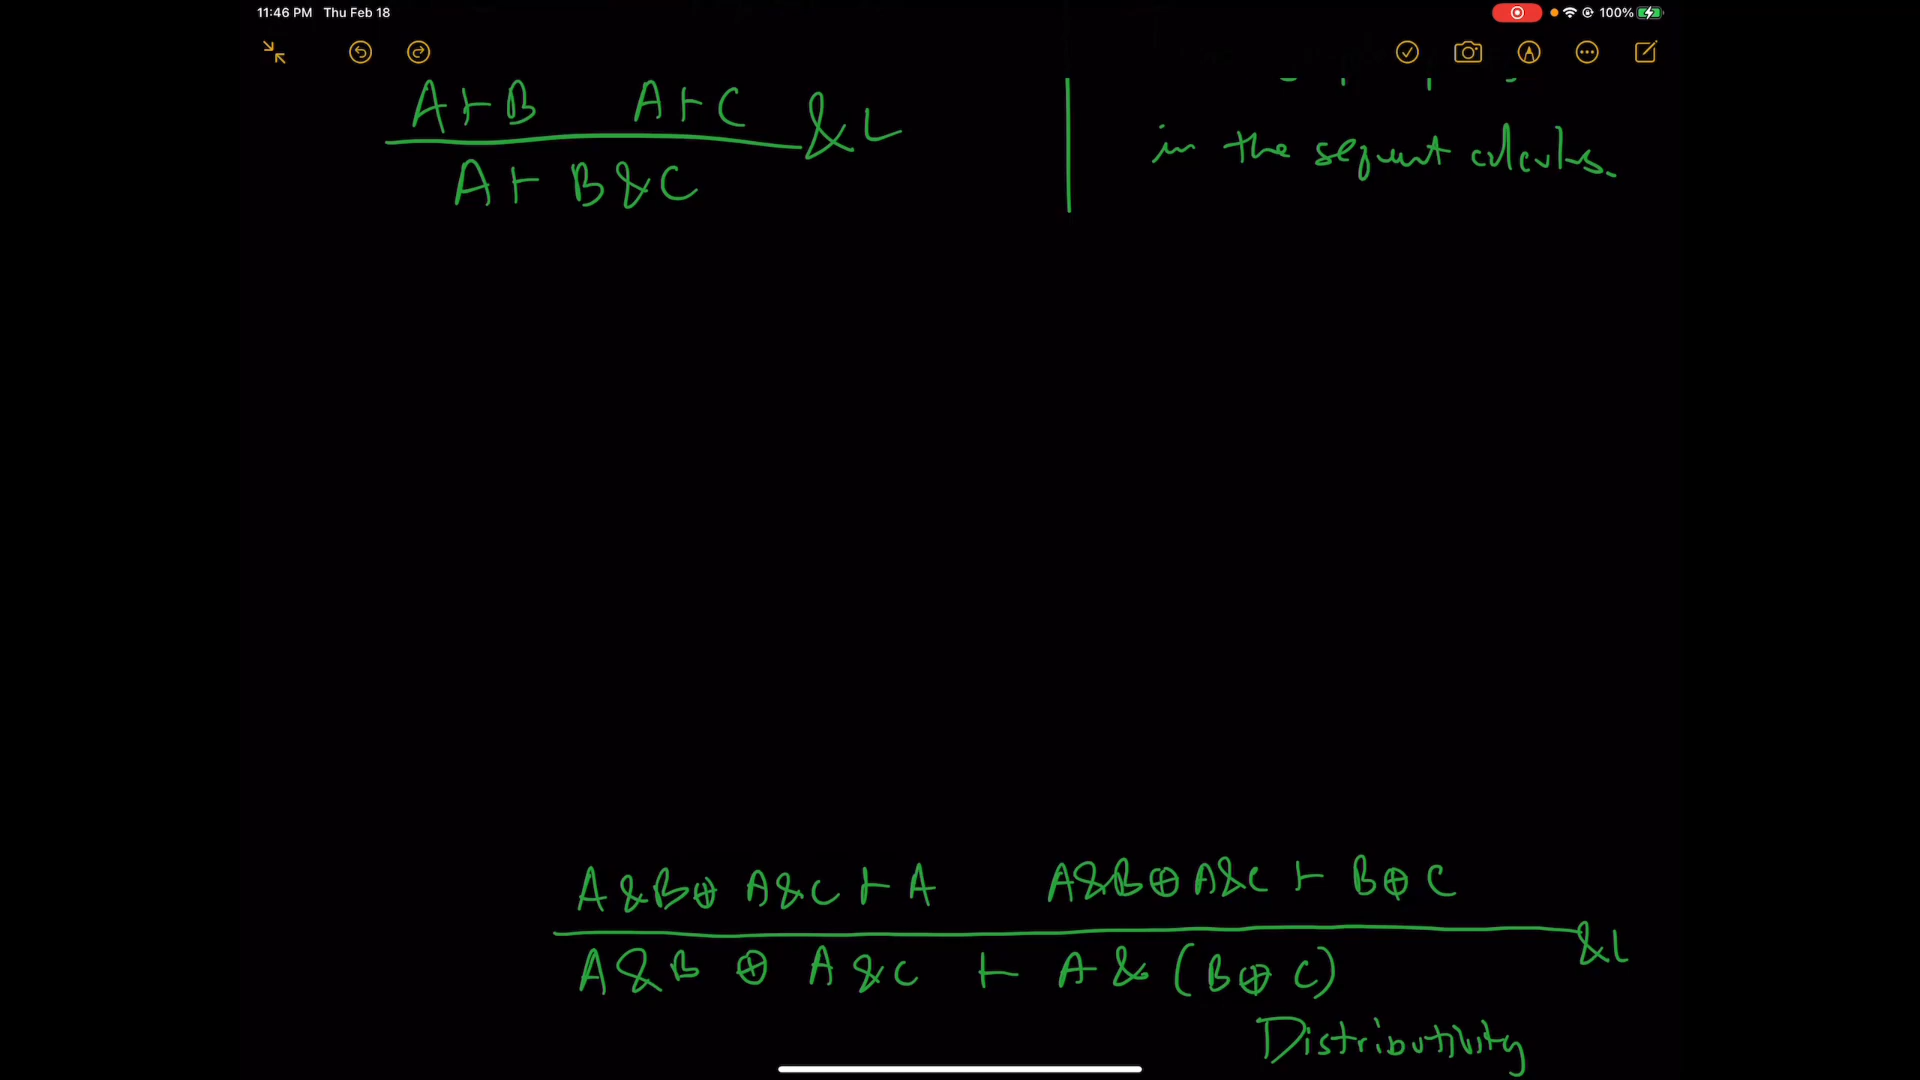 11:46 PM Thu Feb 18 100%
A ⊢ B A ⊢ C &L
A ⊢ B & C
in the sequent calculus.
A & B ⊕ A & C ⊢ A A & B ⊕ A & C ⊢ B ⊕ C
A & B ⊕ A & C ⊢ A & (B ⊕ C) &L
Distributivity